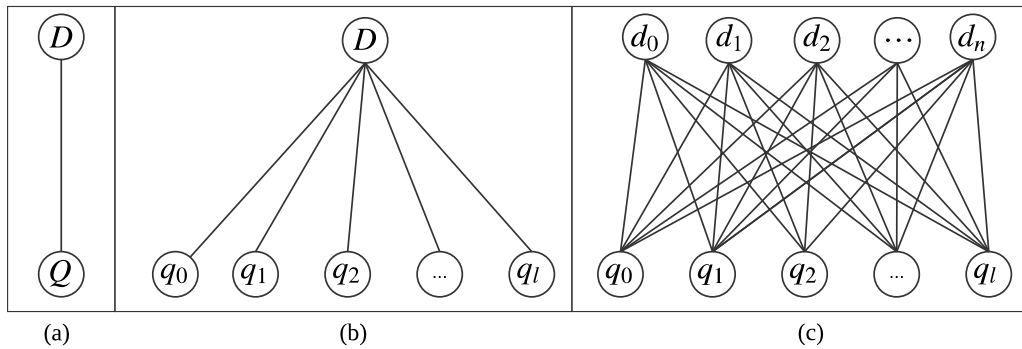 D D d₀ d₁ d₂ ⋯ dₙ
Q q₀ q₁ q₂ ... qₗ q₀ q₁ q₂ ... qₗ
(a) (b) (c)